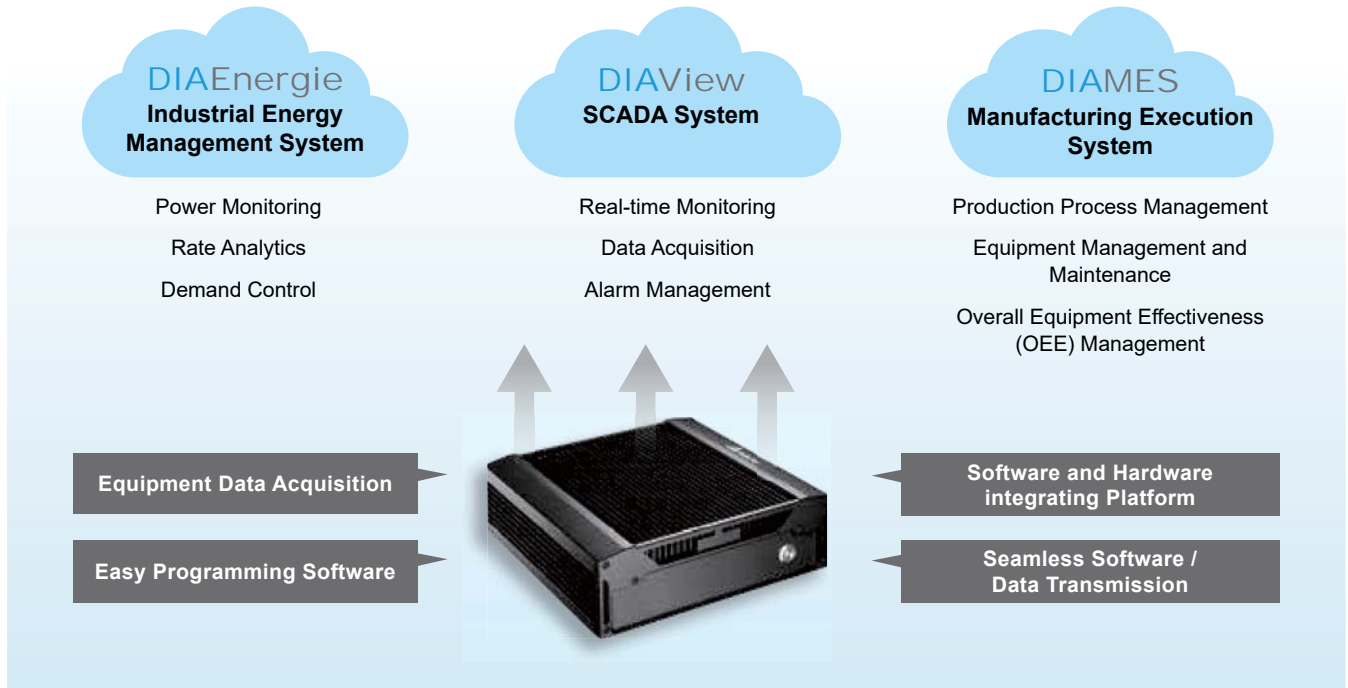 DIAEnergie
Industrial Energy
Management System
Power Monitoring
Rate Analytics
Demand Control
DIAView
SCADA System
Real-time Monitoring
Data Acquisition
Alarm Management
DIAMES
Manufacturing Execution
System
Production Process Management
Equipment Management and
Maintenance
Overall Equipment Effectiveness
(OEE) Management
Equipment Data Acquisition
Easy Programming Software
Software and Hardware
integrating Platform
Seamless Software /
Data Transmission